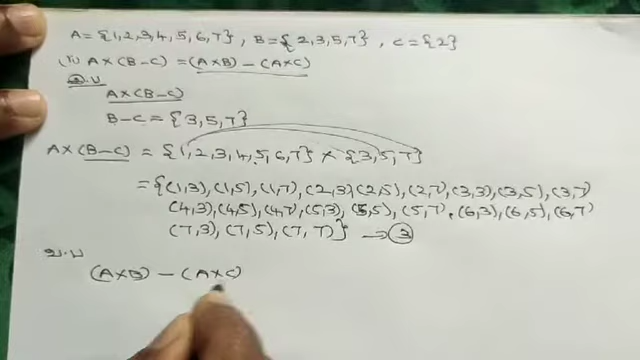 A = {1,2,3,4,5,6,7}, B = {2,3,5,7}, C = {2}
A×(B-C) = (A×B) - (A×C)
A×(B-C)
B-C = {3,5,7}
A×(B-C) = {1,2,3,4,5,6,7} × {3,5,7}
= {(1,3),(1,5),(1,7),(2,3)(2,5),(2,7),(3,3),(3,5),(3,7)
(4,3),(4,5),(4,7),(5,3),(5,5),(5,7),(6,3),(6,5),(6,7)
(7,3),(7,5),(7,7)} → ③
வ.ப
(A×B) - (A×C)